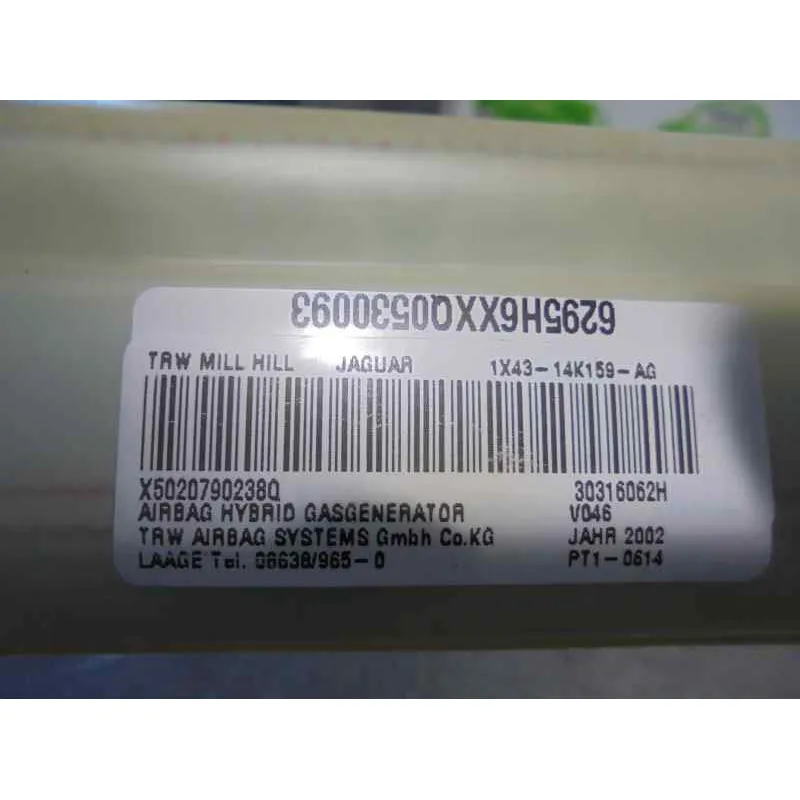 6295H6XXQ0530093
TRW MILL HILL JAGUAR 1X43-14K159-AG
X5020790238Q 30316062H
AIRBAG HYBRID GASGENERATOR V046
TRW AIRBAG SYSTEMS Gmbh Co.KG JAHR 2002
LAAGE Tel. 08638/965-0 PT1-0614